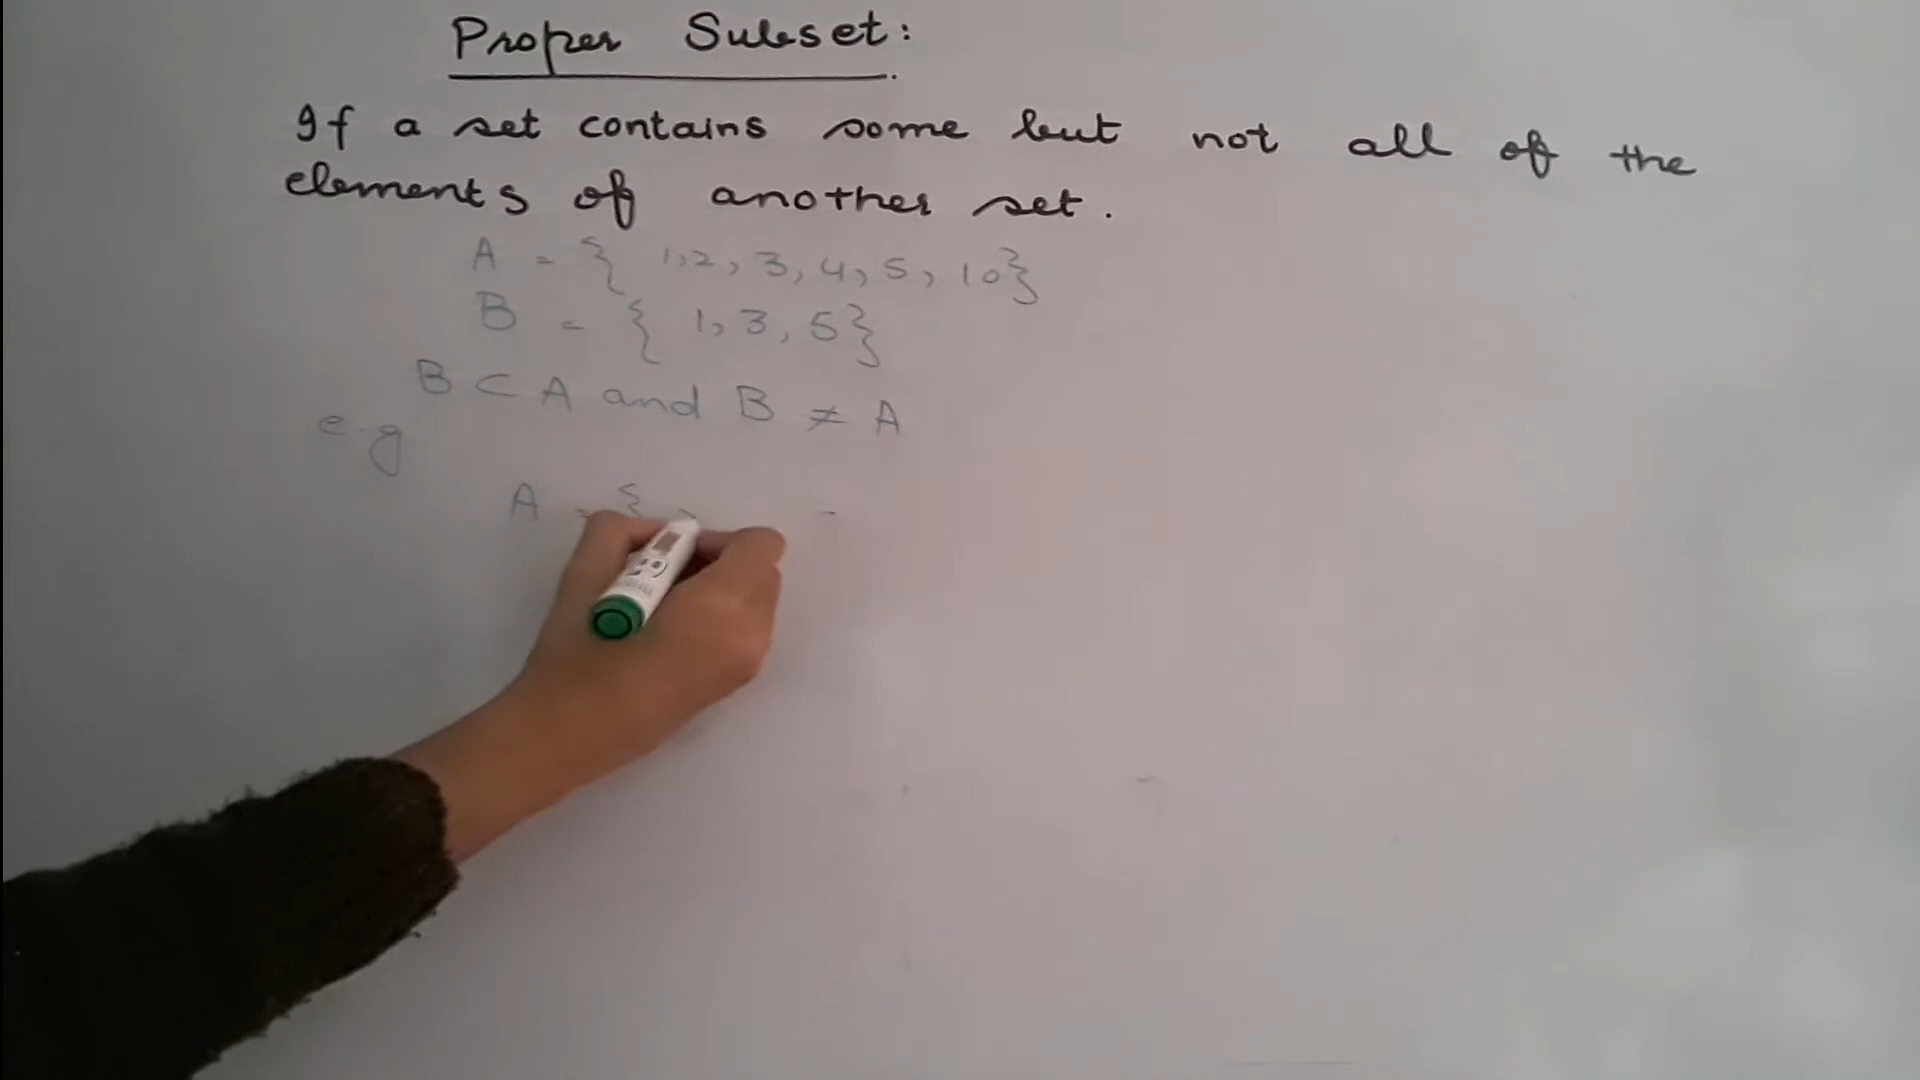 Proper Subset:
If a set contains some but not all of the
elements of another set.
A = { 1,2, 3, 4, 5, 10}
B = { 1, 3, 5}
B ⊂ A and B ≠ A
e.g
A = {